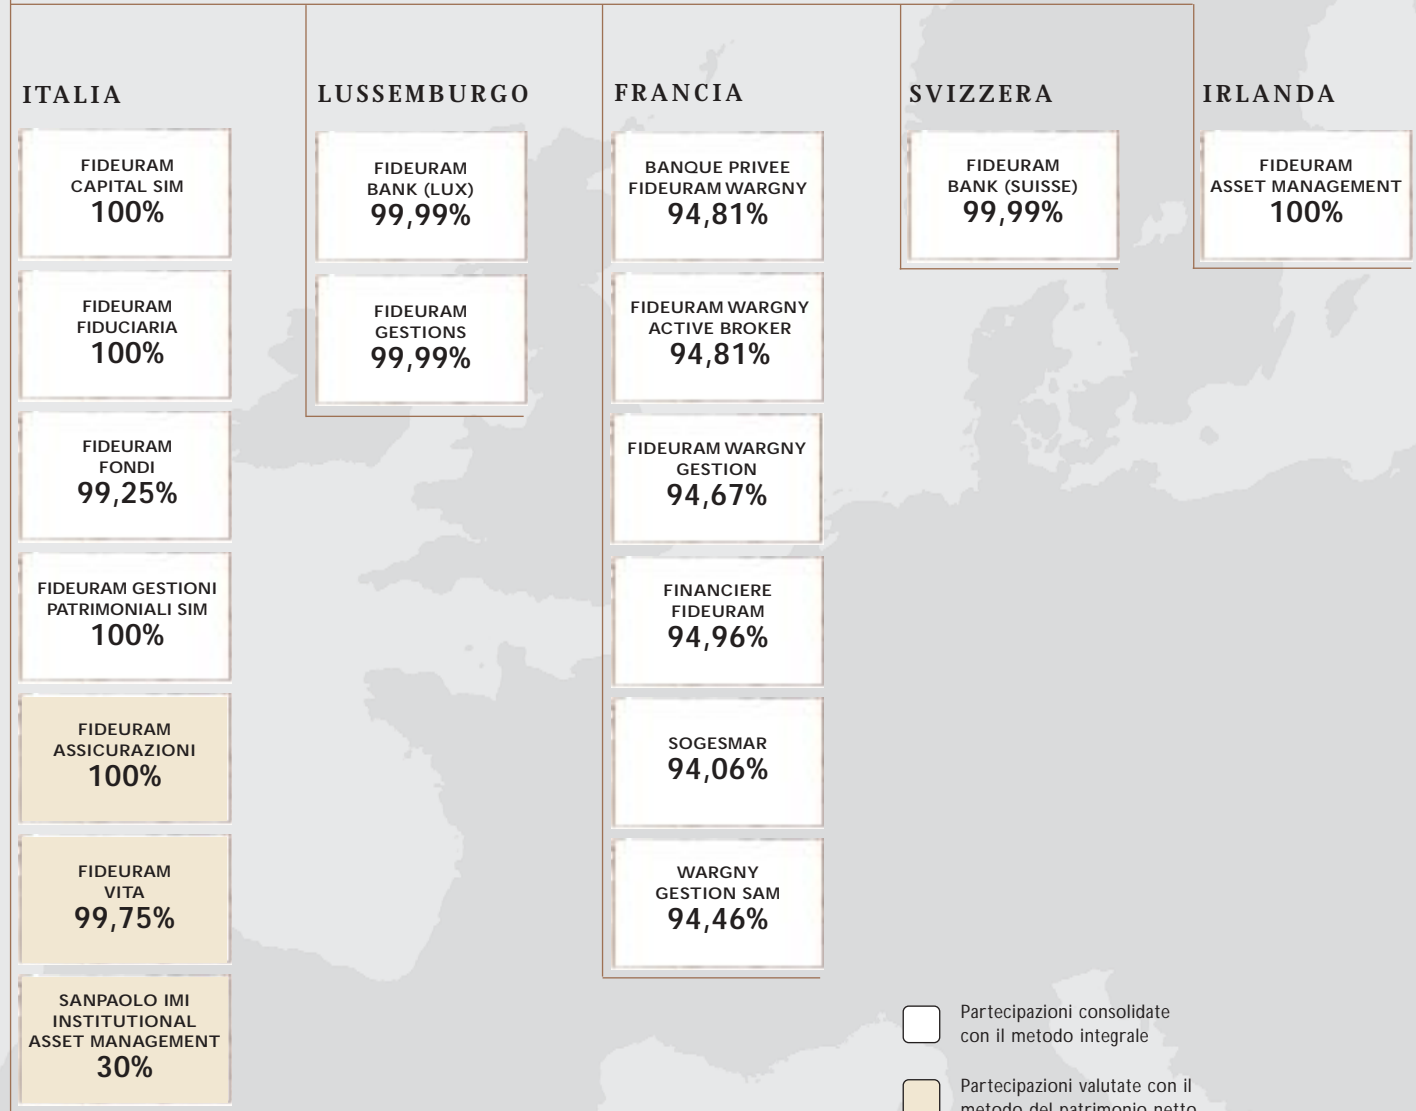 ITALIA
FIDEURAM
CAPITAL SIM
100%
FIDEURAM
FIDUCIARIA
100%
FIDEURAM
FONDI
99,25%
FIDEURAM GESTIONI
PATRIMONIALI SIM
100%
FIDEURAM
ASSICURAZIONI
100%
FIDEURAM
VITA
99,75%
SANPAOLO IMI
INSTITUTIONAL
ASSET MANAGEMENT
30%
LUSSEMBURGO
FIDEURAM
BANK (LUX)
99,99%
FIDEURAM
GESTIONS
99,99%
FRANCIA
BANQUE PRIVEE
FIDEURAM WARGNY
94,81%
FIDEURAM WARGNY
ACTIVE BROKER
94,81%
FIDEURAM WARGNY
GESTION
94,67%
FINANCIERE
FIDEURAM
94,96%
SOGESMAR
94,06%
WARGNY
GESTION SAM
94,46%
SVIZZERA
FIDEURAM
BANK (SUISSE)
99,99%
IRLANDA
FIDEURAM
ASSET MANAGEMENT
100%
Partecipazioni consolidate
con il metodo integrale
Partecipazioni valutate con il
metodo del patrimonio netto